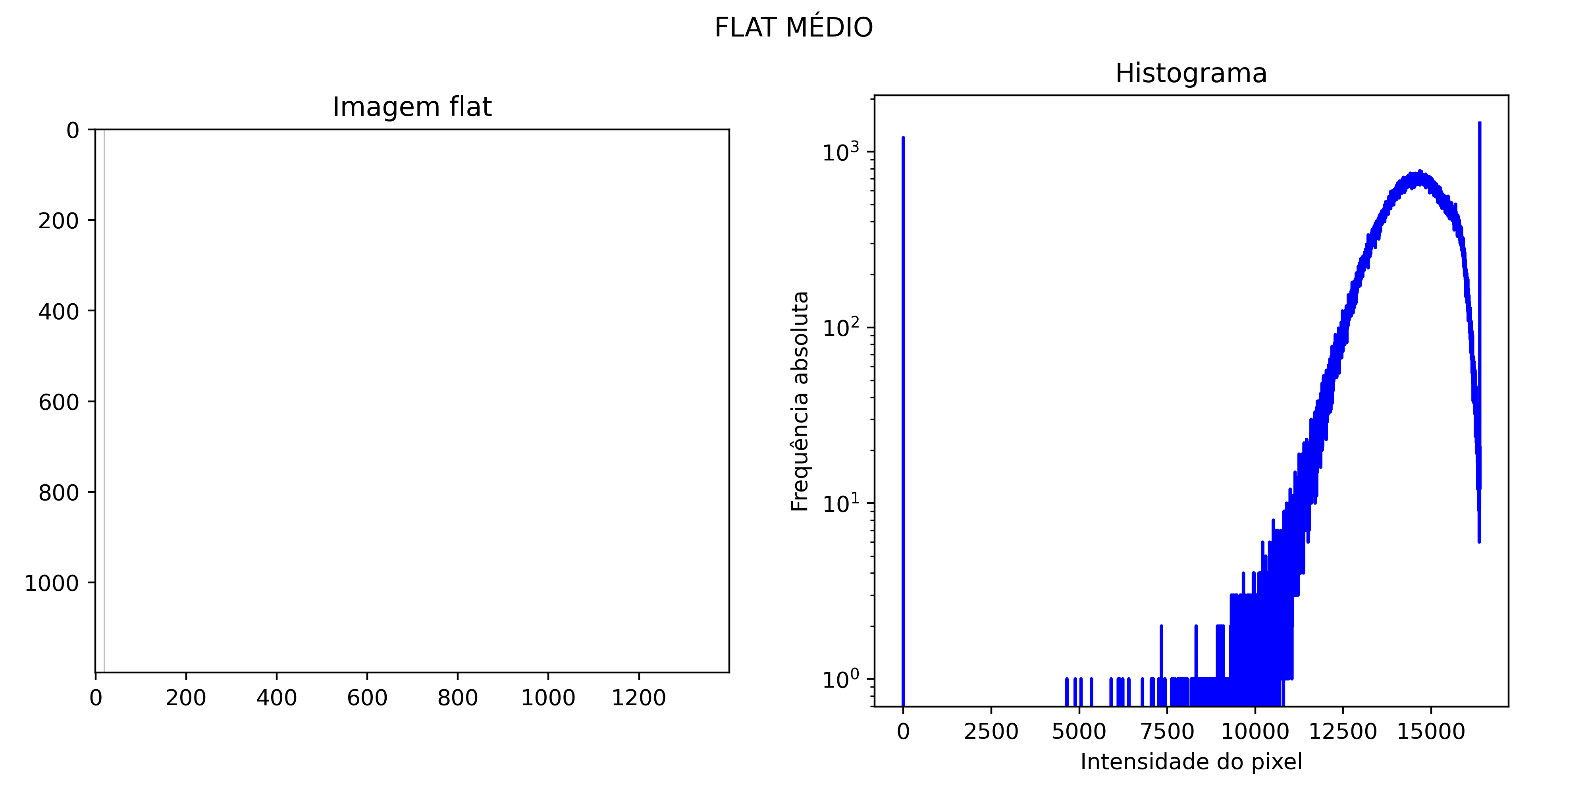 FLAT MÉDIO
Imagem flat
0
200
400
600
800
1000
0 200 400 600 800 1000 1200
Histograma
Frequência absoluta
10³
10²
10¹
10⁰
0 2500 5000 7500 10000 12500 15000
Intensidade do pixel